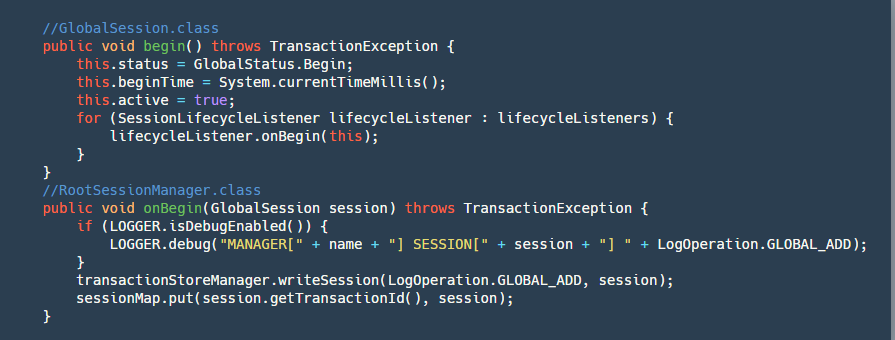 //GlobalSession.class
public void begin() throws TransactionException {
    this.status = GlobalStatus.Begin;
    this.beginTime = System.currentTimeMillis();
    this.active = true;
    for (SessionLifecycleListener lifecycleListener : lifecycleListeners) {
        lifecycleListener.onBegin(this);
    }
}
//RootSessionManager.class
public void onBegin(GlobalSession session) throws TransactionException {
    if (LOGGER.isDebugEnabled()) {
        LOGGER.debug("MANAGER[" + name + "] SESSION[" + session + "] " + LogOperation.GLOBAL_ADD);
    }
    transactionStoreManager.writeSession(LogOperation.GLOBAL_ADD, session);
    sessionMap.put(session.getTransactionId(), session);
}